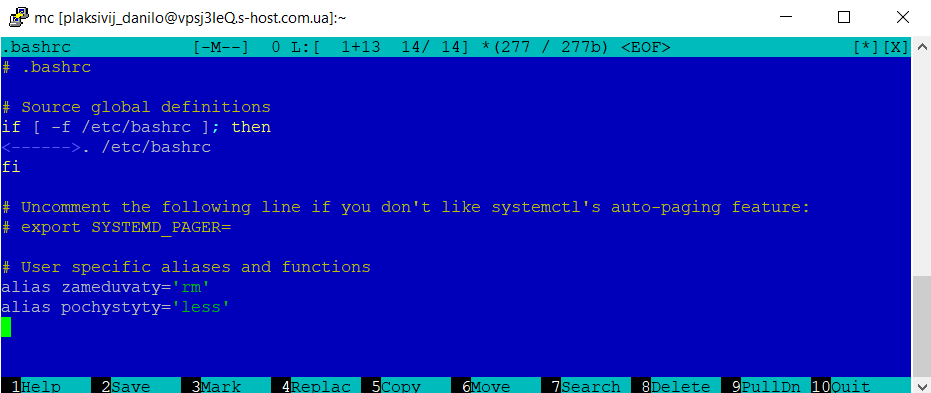 mc [plaksivij_danilo@vpsj3IeQ.s-host.com.ua]:~
.bashrc [-M--] 0 L:[ 1+13 14/ 14] *(277 / 277b) <EOF> [*][X]
# .bashrc
# Source global definitions
if [ -f /etc/bashrc ]; then
<------>. /etc/bashrc
fi
# Uncomment the following line if you don't like systemctl's auto-paging feature:
# export SYSTEMD_PAGER=
# User specific aliases and functions
alias zameduvaty='rm'
alias pochystyty='less'
1Help 2Save 3Mark 4Replac 5Copy 6Move 7Search 8Delete 9PullDn 10Quit